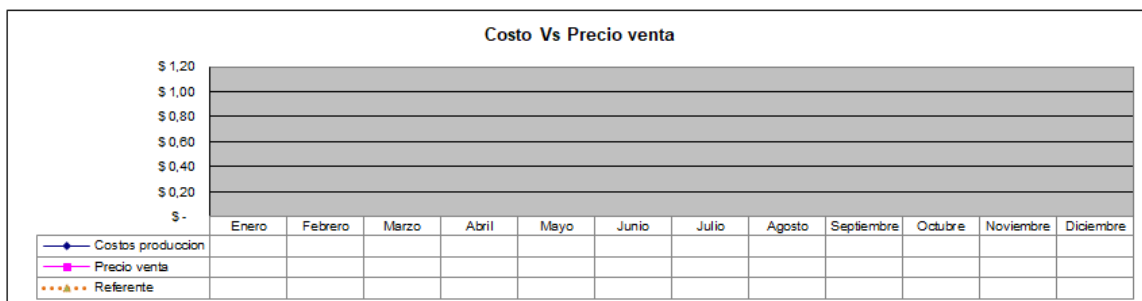 Costo Vs Precio venta
$ 1,20
$ 1,00
$ 0,80
$ 0,60
$ 0,40
$ 0,20
$ -
Enero Febrero Marzo Abril Mayo Junio Julio Agosto Septiembre Octubre Noviembre Diciembre
Costos produccion
Precio venta
Referente